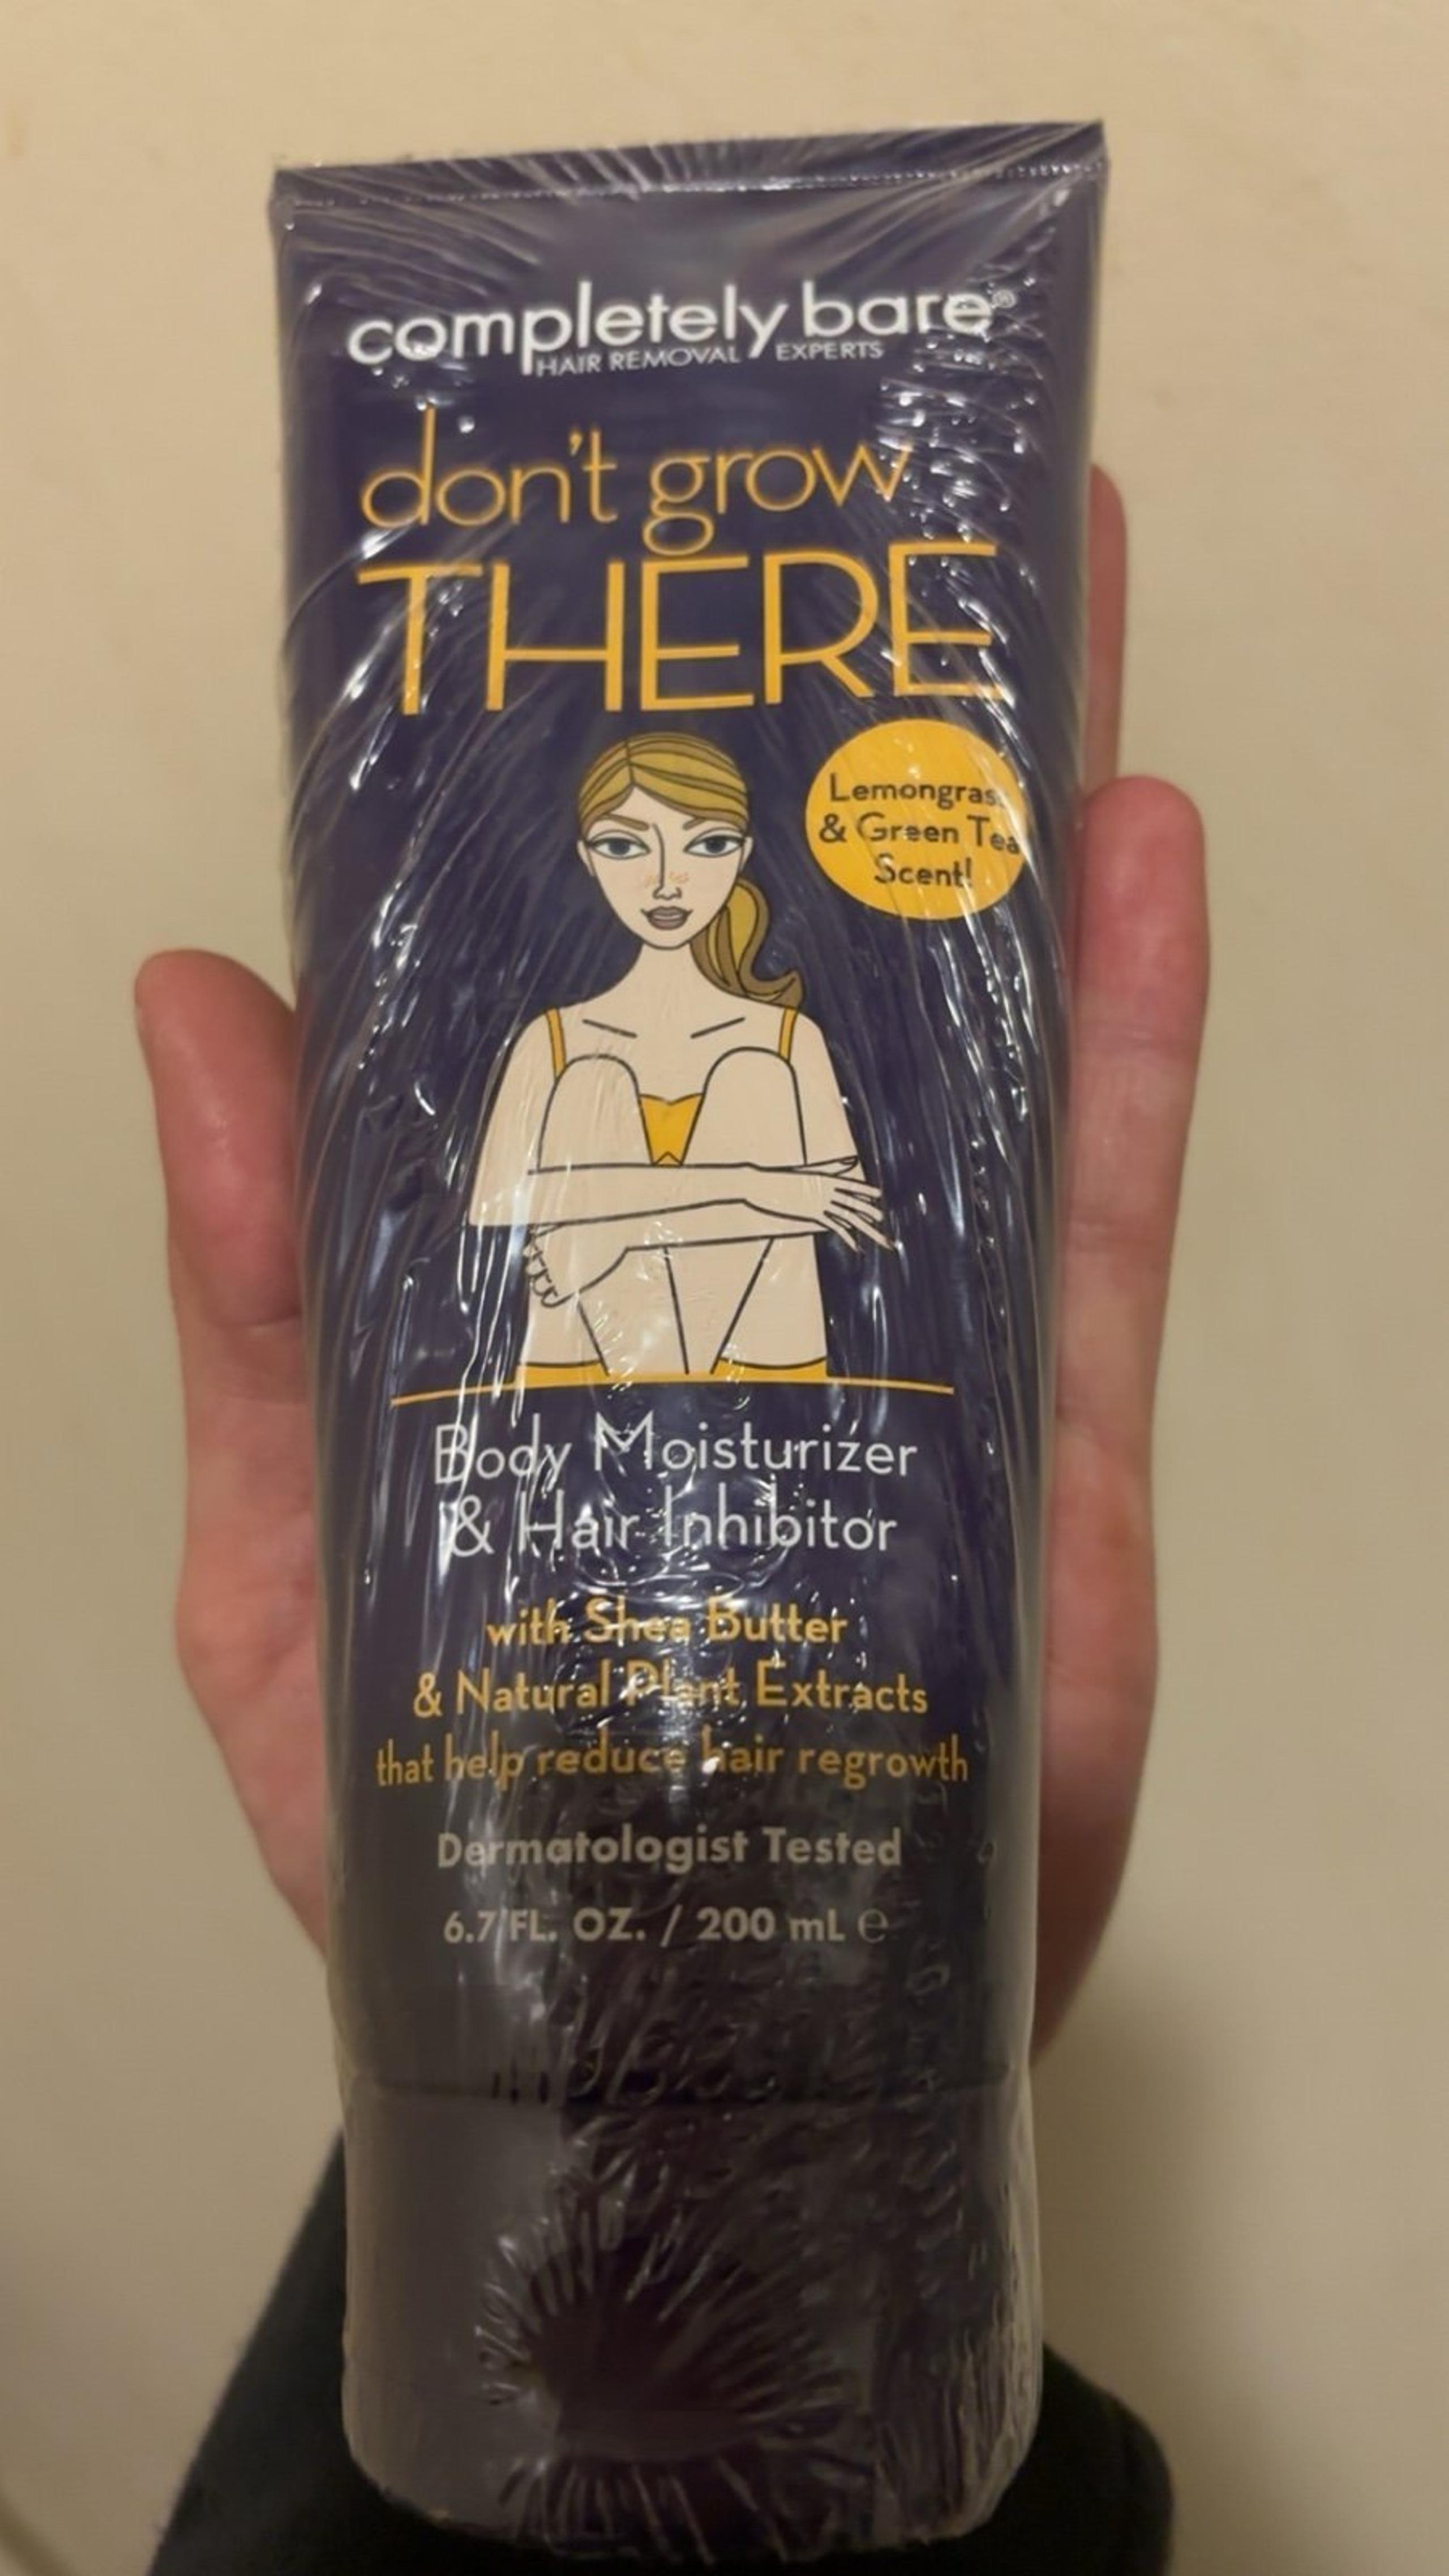 completely bare®
HAIR REMOVAL EXPERTS
don't grow
THERE
Lemongrass
& Green Tea
Scent!
Body Moisturizer
& Hair Inhibitor
with Shea Butter
& Natural Plant Extracts
that help reduce hair regrowth
Dermatologist Tested
6.7 FL. OZ. / 200 mL ℮